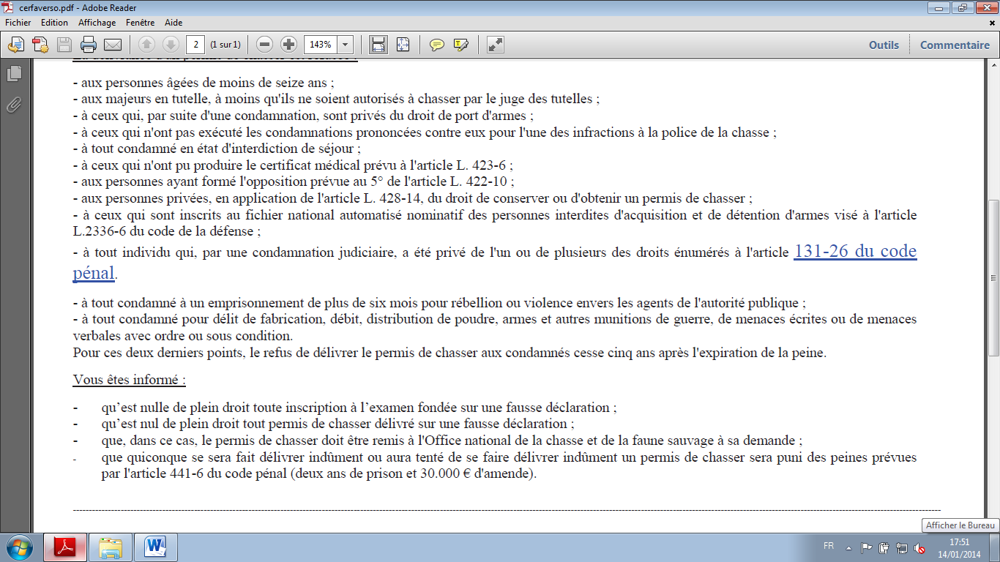 cerfaverso.pdf - Adobe Reader
Fichier Edition Affichage Fenêtre Aide
2 (1 sur 1) 143% Outils Commentaire
- aux personnes âgées de moins de seize ans ;
- aux majeurs en tutelle, à moins qu'ils ne soient autorisés à chasser par le juge des tutelles ;
- à ceux qui, par suite d'une condamnation, sont privés du droit de port d'armes ;
- à ceux qui n'ont pas exécuté les condamnations prononcées contre eux pour l'une des infractions à la police de la chasse ;
- à tout condamné en état d'interdiction de séjour ;
- à ceux qui n'ont pu produire le certificat médical prévu à l'article L. 423-6 ;
- aux personnes ayant formé l'opposition prévue au 5° de l'article L. 422-10 ;
- aux personnes privées, en application de l'article L. 428-14, du droit de conserver ou d'obtenir un permis de chasser ;
- à ceux qui sont inscrits au fichier national automatisé nominatif des personnes interdites d'acquisition et de détention d'armes visé à l'article
L.2336-6 du code de la défense ;
- à tout individu qui, par une condamnation judiciaire, a été privé de l'un ou de plusieurs des droits énumérés à l'article 131-26 du code
pénal.
- à tout condamné à un emprisonnement de plus de six mois pour rébellion ou violence envers les agents de l'autorité publique ;
- à tout condamné pour délit de fabrication, débit, distribution de poudre, armes et autres munitions de guerre, de menaces écrites ou de menaces
verbales avec ordre ou sous condition.
Pour ces deux derniers points, le refus de délivrer le permis de chasser aux condamnés cesse cinq ans après l'expiration de la peine.
Vous êtes informé :
- qu’est nulle de plein droit toute inscription à l’examen fondée sur une fausse déclaration ;
- qu’est nul de plein droit tout permis de chasser délivré sur une fausse déclaration ;
- que, dans ce cas, le permis de chasser doit être remis à l'Office national de la chasse et de la faune sauvage à sa demande ;
- que quiconque se sera fait délivrer indûment ou aura tenté de se faire délivrer indûment un permis de chasser sera puni des peines prévues
par l'article 441-6 du code pénal (deux ans de prison et 30.000 € d'amende).
Afficher le Bureau
FR 17:51
14/01/2014